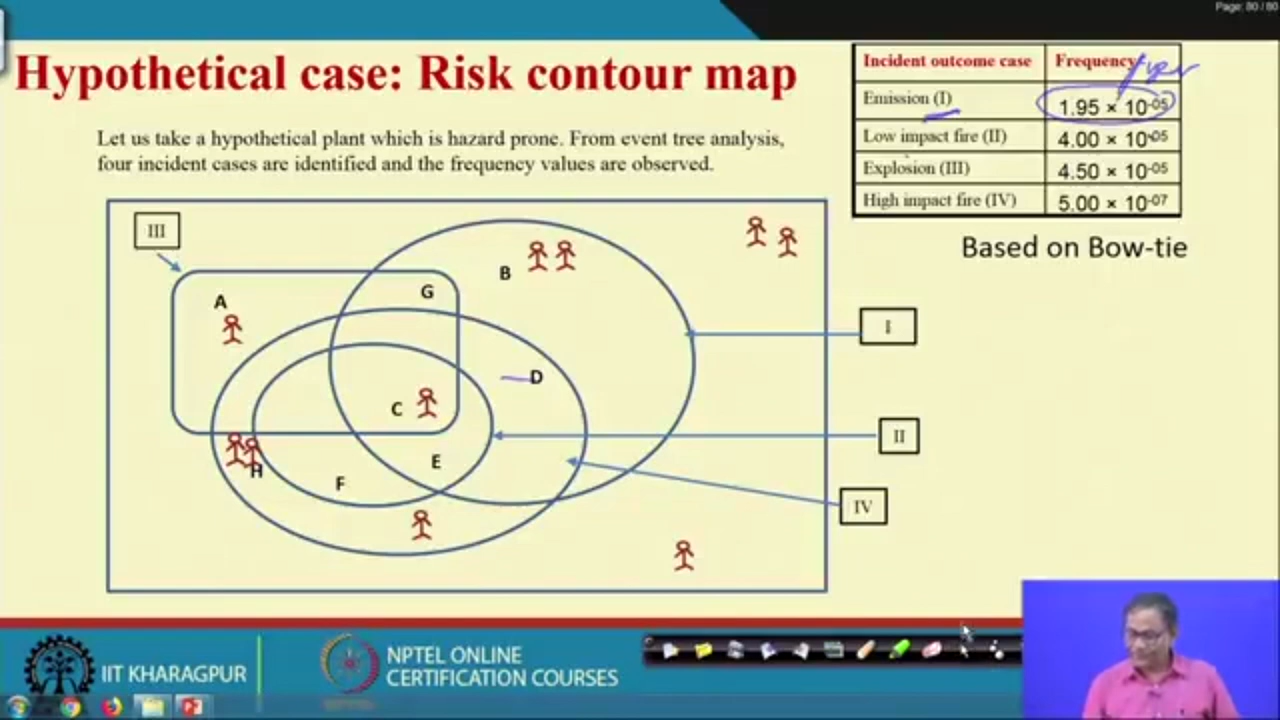 Page: 80 / 80
Hypothetical case: Risk contour map
Let us take a hypothetical plant which is hazard prone. From event tree analysis,
four incident cases are identified and the frequency values are observed.
Incident outcome case Frequency /year
Emission (I) 1.95 × 10-05
Low impact fire (II) 4.00 × 10-05
Explosion (III) 4.50 × 10-05
High impact fire (IV) 5.00 × 10-07
Based on Bow-tie
III
A
G
B
I
D
C
II
E
H
F
IV
IIT KHARAGPUR
NPTEL ONLINE
CERTIFICATION COURSES